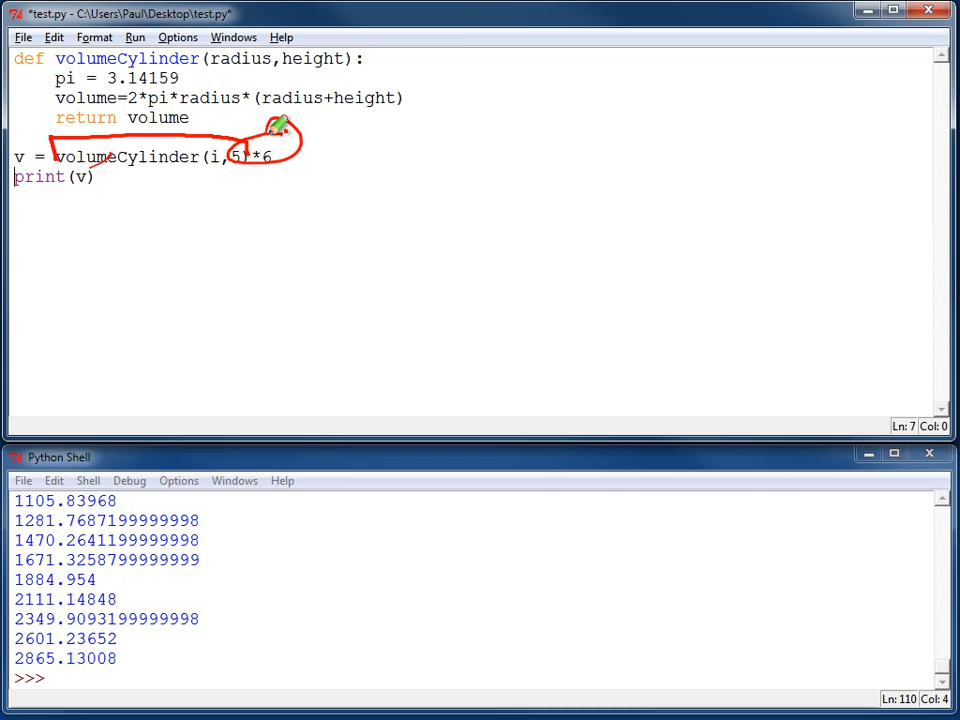 *test.py - C:\Users\Paul\Desktop\test.py*
File Edit Format Run Options Windows Help
def volumeCylinder(radius,height):
    pi = 3.14159
    volume=2*pi*radius*(radius+height)
    return volume
v = volumeCylinder(i,5)*6
print(v)
Ln: 7 Col: 0
Python Shell
File Edit Shell Debug Options Windows Help
1105.83968
1281.7687199999998
1470.2641199999998
1671.3258799999999
1884.954
2111.14848
2349.9093199999998
2601.23652
2865.13008
>>>
Ln: 110 Col: 4